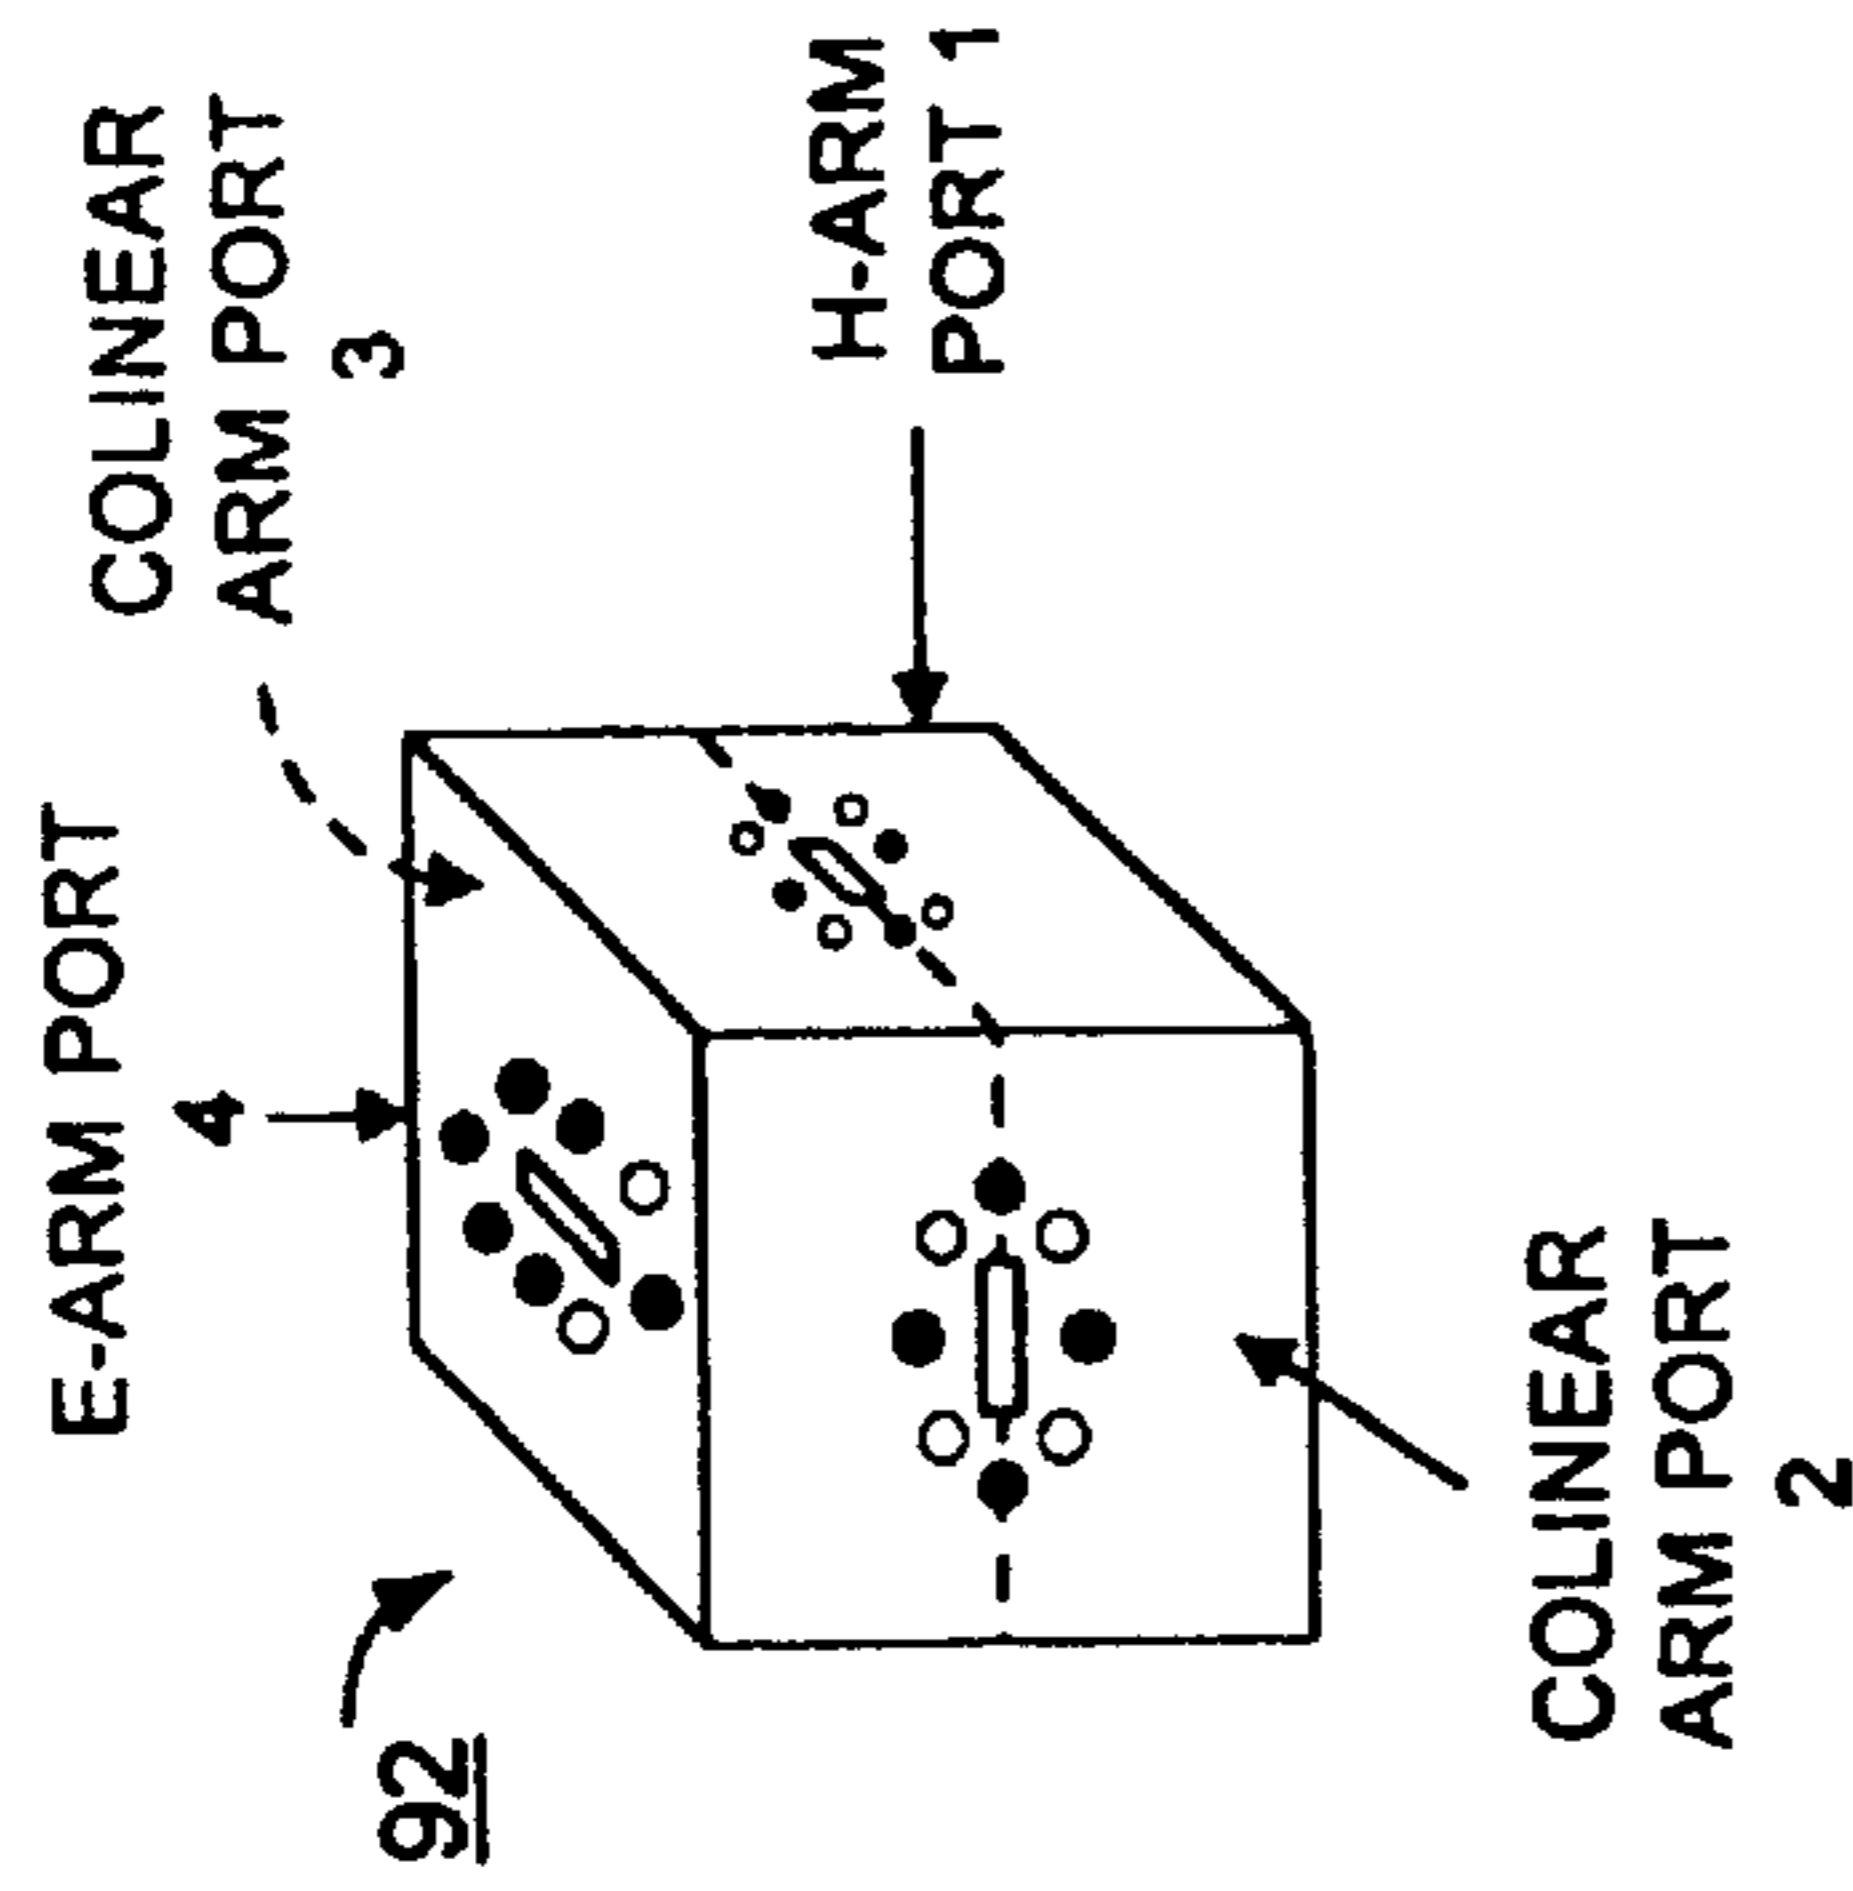 92
E-ARM PORT
4
COLINEAR
ARM PORT
3
H-ARM
PORT 1
COLINEAR
ARM PORT
2